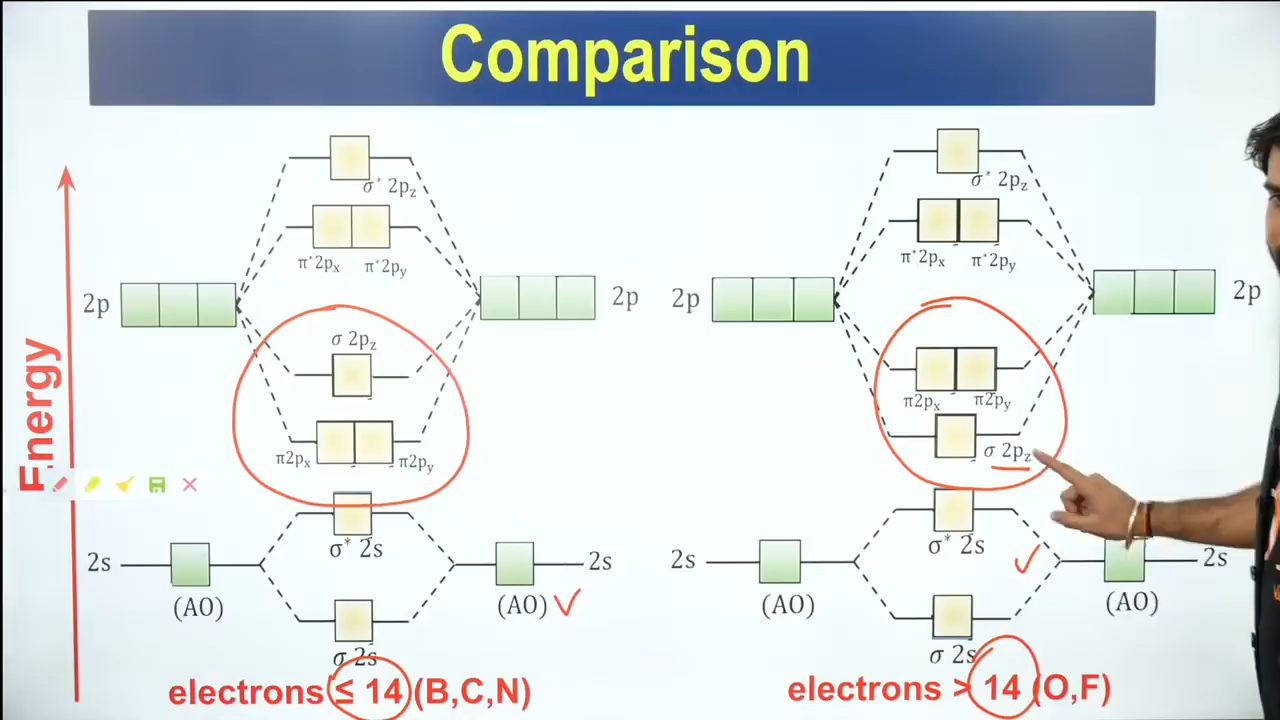 Comparison
Energy
σ* 2pz
π*2px π*2py
2p 2p
σ 2pz
π2px π2py
σ* 2s
2s 2s
(AO) (AO)
σ 2s
electrons ≤ 14 (B,C,N)
σ* 2pz
π*2px π*2py
2p 2p
π2px π2py
σ 2pz
σ* 2s
2s 2s
(AO) (AO)
σ 2s
electrons > 14 (O,F)